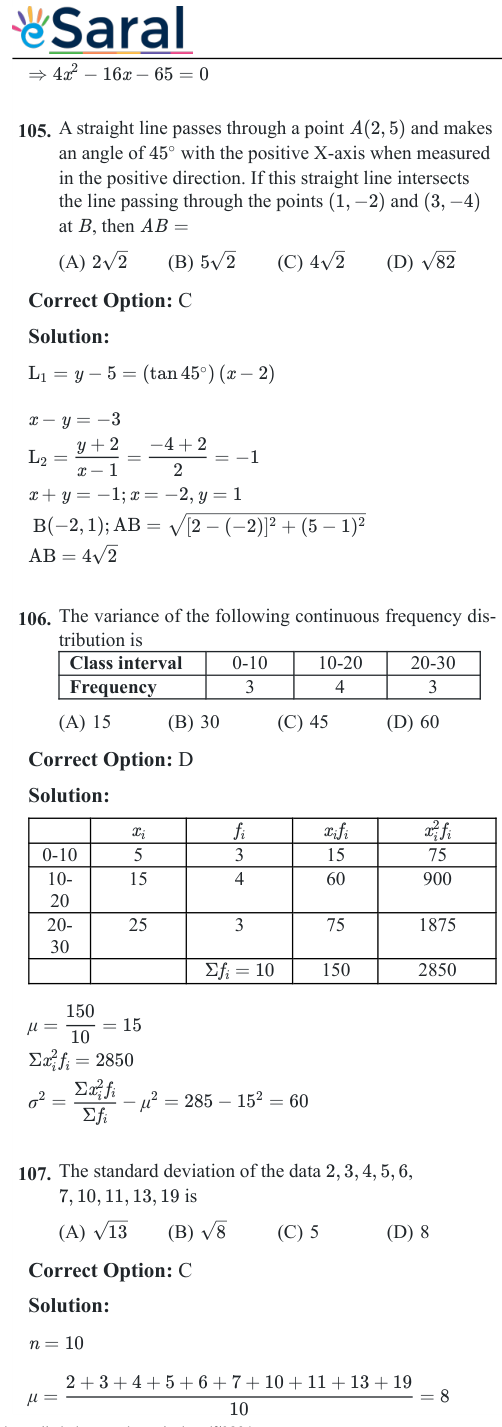 eSaral
⇒ 4x² − 16x − 65 = 0
105. A straight line passes through a point A(2, 5) and makes
an angle of 45° with the positive X-axis when measured
in the positive direction. If this straight line intersects
the line passing through the points (1, −2) and (3, −4)
at B, then AB =
(A) 2√2 (B) 5√2 (C) 4√2 (D) √82
Correct Option: C
Solution:
L₁ = y − 5 = (tan 45°) (x − 2)
x − y = −3
L₂ = (y + 2)/(x − 1) = (−4 + 2)/2 = −1
x + y = −1; x = −2, y = 1
B(−2, 1); AB = √([2 − (−2)]² + (5 − 1)²)
AB = 4√2
106. The variance of the following continuous frequency dis-
tribution is
Class interval 0-10 10-20 20-30
Frequency 3 4 3
(A) 15 (B) 30 (C) 45 (D) 60
Correct Option: D
Solution:
xᵢ fᵢ xᵢfᵢ xᵢ²fᵢ
0-10 5 3 15 75
10- 15 4 60 900
20
20- 25 3 75 1875
30
Σfᵢ = 10 150 2850
μ = 150/10 = 15
Σxᵢ²fᵢ = 2850
σ² = Σxᵢ²fᵢ/Σfᵢ − μ² = 285 − 15² = 60
107. The standard deviation of the data 2, 3, 4, 5, 6,
7, 10, 11, 13, 19 is
(A) √13 (B) √8 (C) 5 (D) 8
Correct Option: C
Solution:
n = 10
μ = (2 + 3 + 4 + 5 + 6 + 7 + 10 + 11 + 13 + 19)/10 = 8